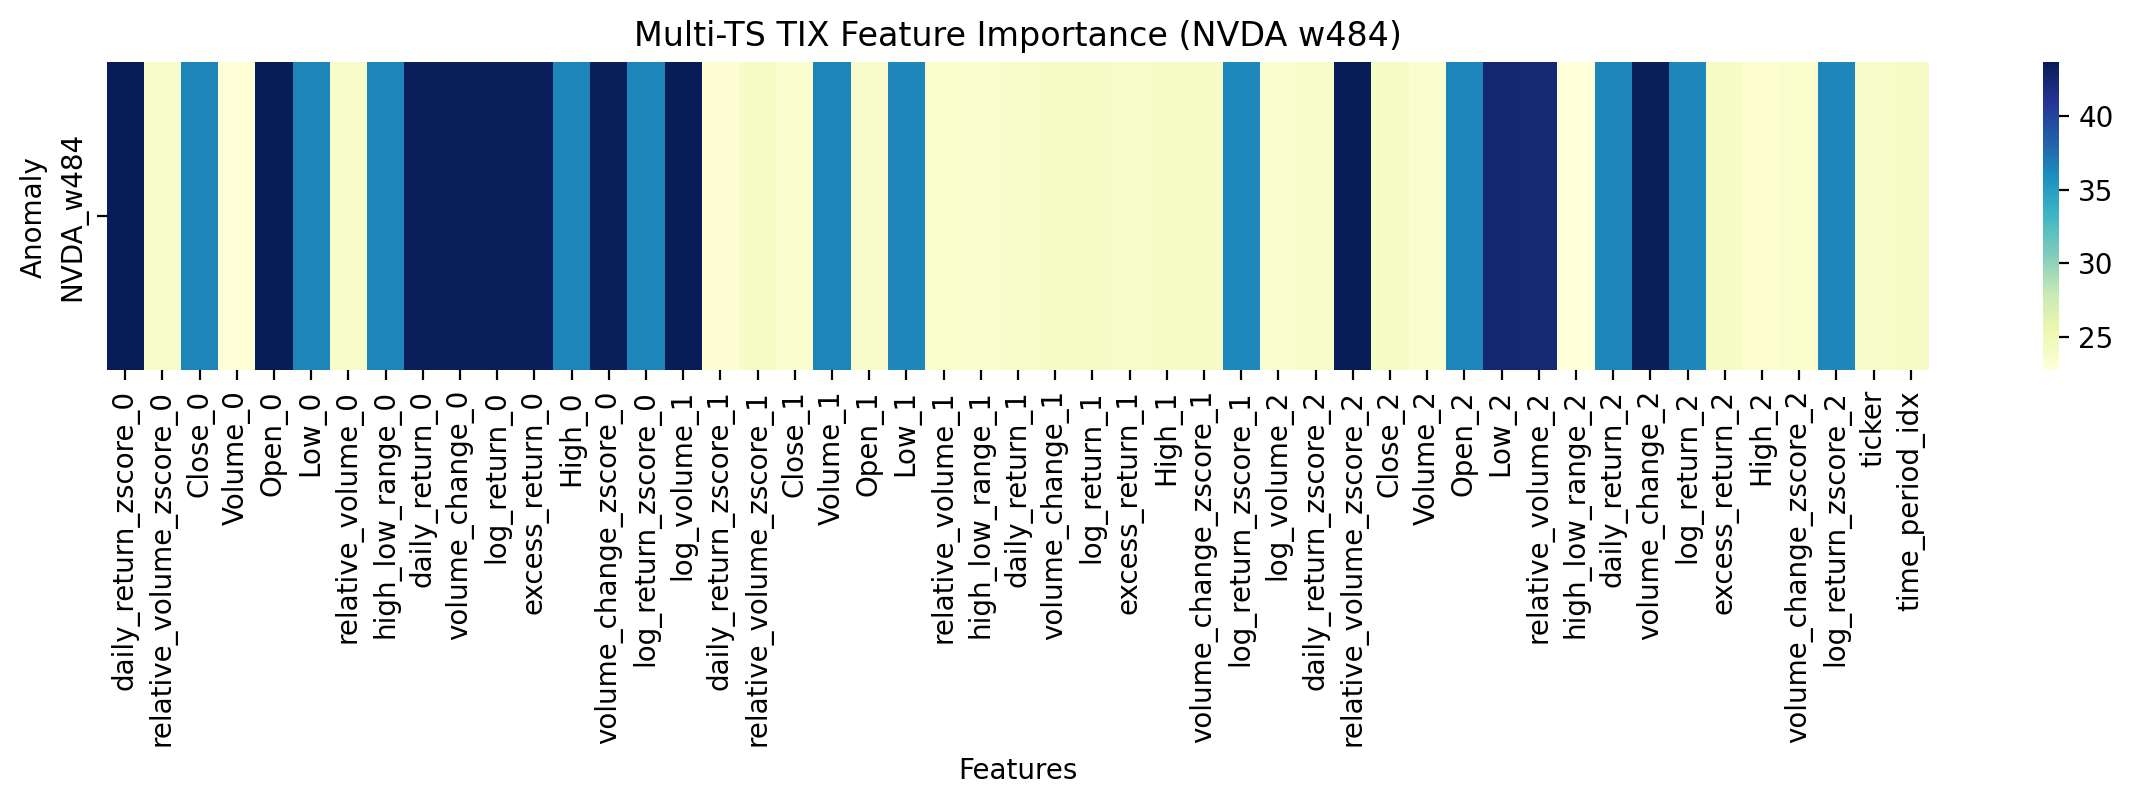 Multi-TS TIX Feature Importance (NVDA w484)
Anomaly
NVDA_w484
40
35
30
25
daily_return_zscore_0
relative_volume_zscore_0
Close_0
Volume_0
Open_0
Low_0
relative_volume_0
high_low_range_0
daily_return_0
volume_change_0
log_return_0
excess_return_0
High_0
volume_change_zscore_0
log_return_zscore_0
log_volume_1
daily_return_zscore_1
relative_volume_zscore_1
Close_1
Volume_1
Open_1
Low_1
relative_volume_1
high_low_range_1
daily_return_1
volume_change_1
log_return_1
excess_return_1
High_1
volume_change_zscore_1
log_return_zscore_1
log_volume_2
daily_return_zscore_2
relative_volume_zscore_2
Close_2
Volume_2
Open_2
Low_2
relative_volume_2
high_low_range_2
daily_return_2
volume_change_2
log_return_2
excess_return_2
High_2
volume_change_zscore_2
log_return_zscore_2
ticker
time_period_idx
Features